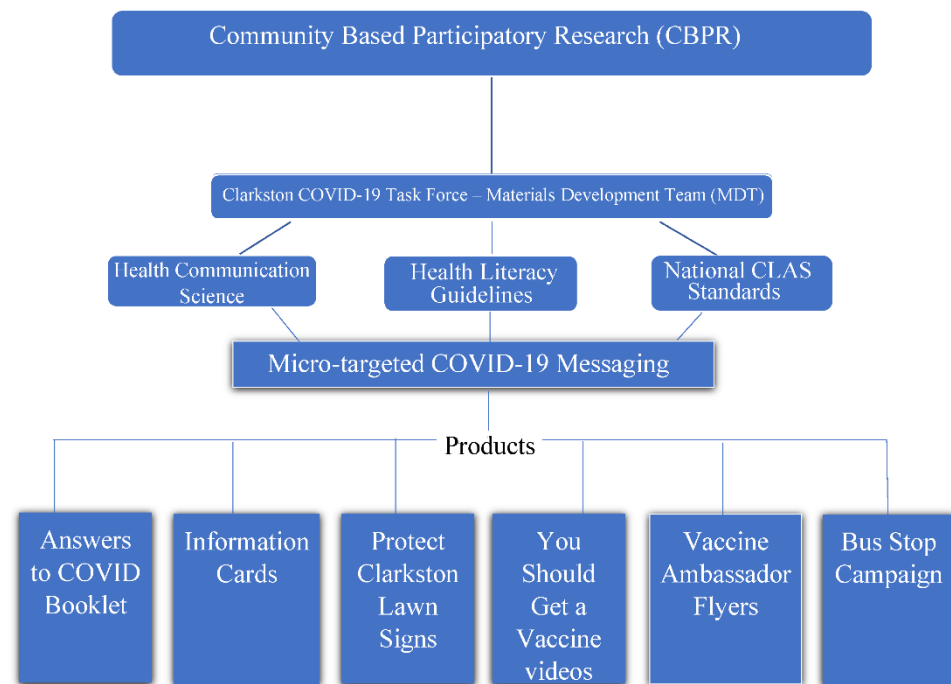 Community Based Participatory Research (CBPR)
Clarkston COVID-19 Task Force – Materials Development Team (MDT)
Health Communication
Science
Health Literacy
Guidelines
National CLAS
Standards
Micro-targeted COVID-19 Messaging
Products
Answers
to COVID
Booklet
Information
Cards
Protect
Clarkston
Lawn
Signs
You
Should
Get a
Vaccine
videos
Vaccine
Ambassador
Flyers
Bus Stop
Campaign